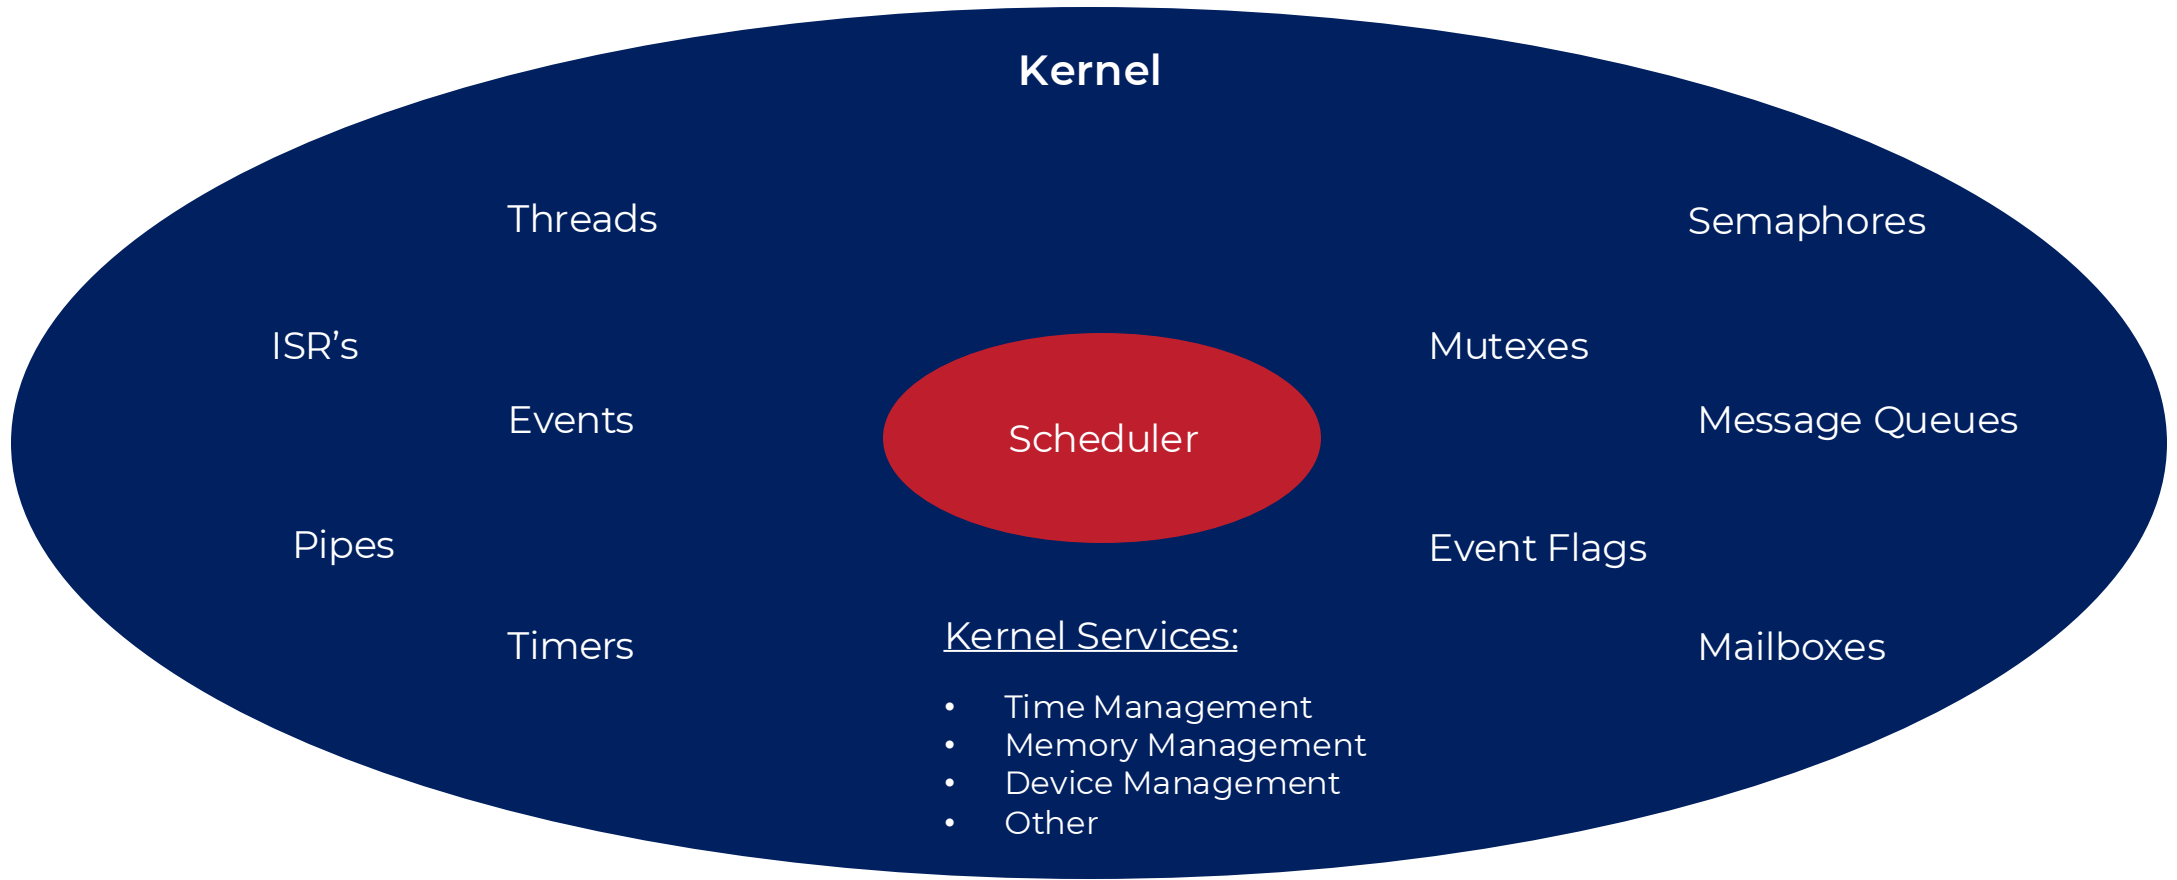 Kernel
Threads
Semaphores
ISR’s
Mutexes
Events
Message Queues
Scheduler
Pipes
Event Flags
Timers
Mailboxes
Kernel Services:
• Time Management
• Memory Management
• Device Management
• Other